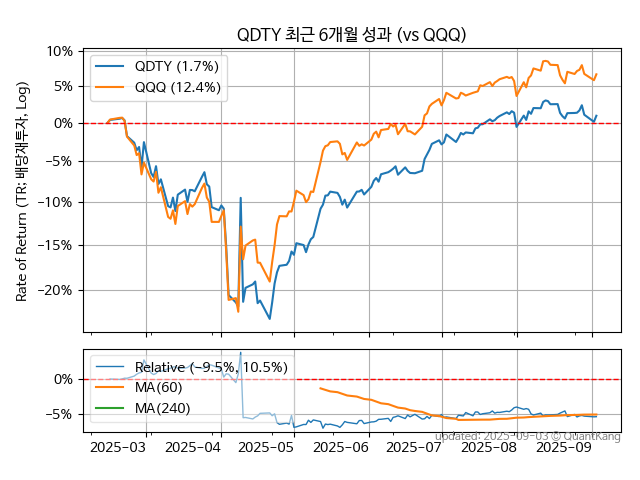 QDTY 최근 6개월 성과 (vs QQQ)
Rate of Return (TR: 배당재투자, Log)
10%
5%
0%
−5%
−10%
−15%
−20%
QDTY (1.7%)
QQQ (12.4%)
0%
−5%
Relative (−9.5%, 10.5%)
MA(60)
MA(240)
2025-03
2025-04
2025-05
2025-06
2025-07
2025-08
2025-09
updated: 2025-09-03 © QuantKang